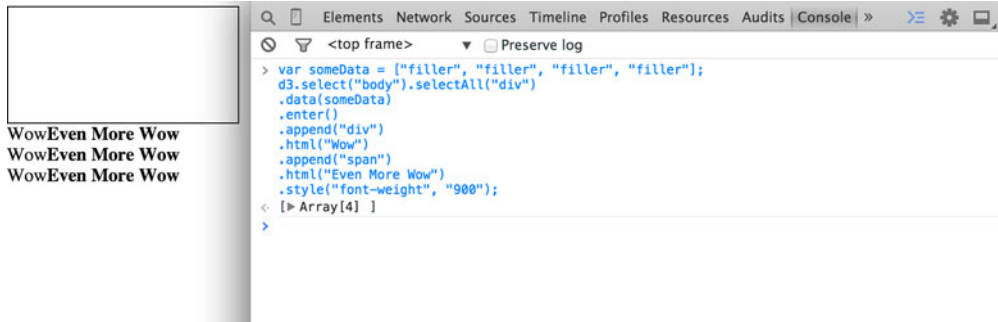 Elements Network Sources Timeline Profiles Resources Audits Console »
<top frame> ▼ Preserve log
WowEven More Wow
WowEven More Wow
WowEven More Wow
> var someData = ["filler", "filler", "filler", "filler"];
d3.select("body").selectAll("div")
.data(someData)
.enter()
.append("div")
.html("Wow")
.append("span")
.html("Even More Wow")
.style("font-weight", "900");
[▶ Array[4] ]
>